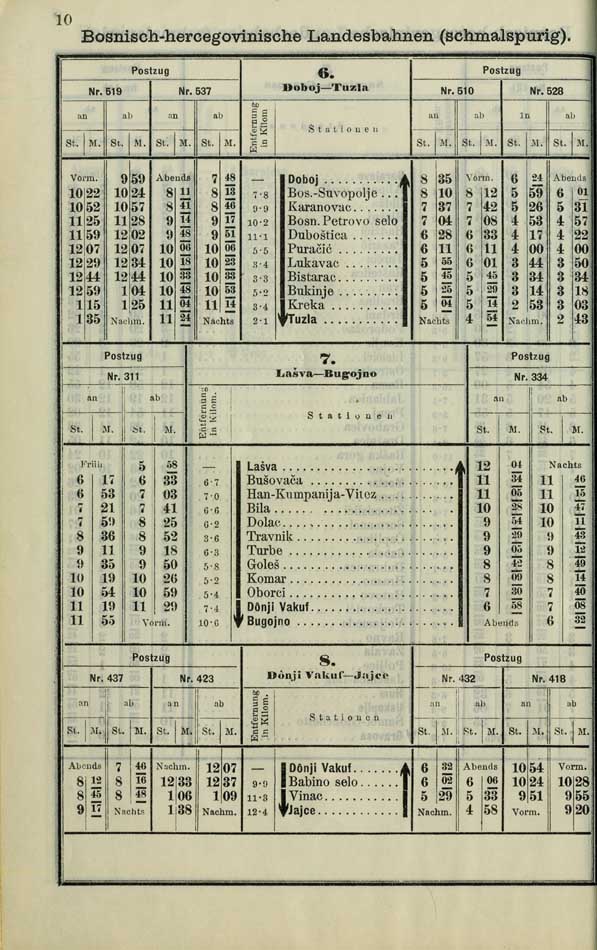 10
Bosnisch-hercegovinische Landesbahnen (schmalspurig).
Postzug 6. Postzug
Nr. 519 Nr. 537 Doboj—Tuzla Nr. 510 Nr. 528
an ab an ab Entfernung in Kilom. Stationen an ab an ab
St. M. St. M. St. M. St. M. St. M. St. M. St. M. St. M.
Vorm. 9 59 Abends 7 48 — Doboj 8 35 Vorm. 6 24 Abends
10 22 10 24 8 11 8 13 7·8 Bos.-Suvopolje 8 10 8 12 5 59 6 01
10 52 10 57 8 41 8 46 9·9 Karanovac 7 37 7 42 5 26 5 31
11 25 11 28 9 14 9 17 10·2 Bosn. Petrovo selo 7 04 7 08 4 53 4 57
11 59 12 02 9 48 9 51 11·1 Duboštica 6 28 6 33 4 17 4 22
12 07 12 07 10 06 10 06 5·5 Puračić 6 11 6 11 4 00 4 00
12 29 12 34 10 18 10 23 3·4 Lukavac 5 55 6 01 3 44 3 50
12 44 12 44 10 33 10 33 3·3 Bistarac 5 45 5 45 3 34 3 34
12 59 1 04 10 48 10 53 5·2 Bukinje 5 25 5 29 3 14 3 18
1 15 1 25 11 04 11 14 3·4 Kreka 5 04 5 14 2 53 3 03
1 35 Nachm. 11 24 Nachts 2·1 Tuzla Nachts 4 54 Nachm. 2 43
Postzug 7. Postzug
Nr. 311 Lašva—Bugojno Nr. 334
an ab Entfernung in Kilom. Stationen an ab
St. M. St. M. St. M. St. M.
Früh 5 58 — Lašva 12 04 Nachts
6 17 6 33 6·7 Bušovača 11 34 11 46
6 53 7 03 7·0 Han-Kumpanija-Vitez 11 05 11 15
7 21 7 41 6·6 Bila 10 28 10 47
7 59 8 25 6·2 Dolac 9 54 10 11
8 36 8 52 3·6 Travnik 9 29 9 43
9 11 9 18 6·3 Turbe 9 05 9 12
9 35 9 50 5·8 Goleš 8 42 8 49
10 19 10 26 5·2 Komar 8 09 8 14
10 54 10 59 5·4 Oborci 7 30 7 40
11 19 11 29 7·4 Dônji Vakuf 6 58 7 08
11 55 Vorm. 10·6 Bugojno Abends 6 32
Postzug 8. Postzug
Nr. 437 Nr. 423 Dônji Vakuf—Jajce Nr. 432 Nr. 418
an ab an ab Entfernung in Kilom. Stationen an ab an ab
St. M. St. M. St. M. St. M. St. M. St. M. St. M. St. M.
Abends 7 46 Nachm. 12 07 — Dônji Vakuf 6 32 Abends 10 54 Vorm.
8 12 8 16 12 33 12 37 9·9 Babino selo 6 02 6 06 10 24 10 28
8 45 8 48 1 06 1 09 11·3 Vinac 5 29 5 33 9 51 9 55
9 17 Nachts 1 38 Nachm. 12·4 Jajce Nachm. 4 58 Vorm. 9 20